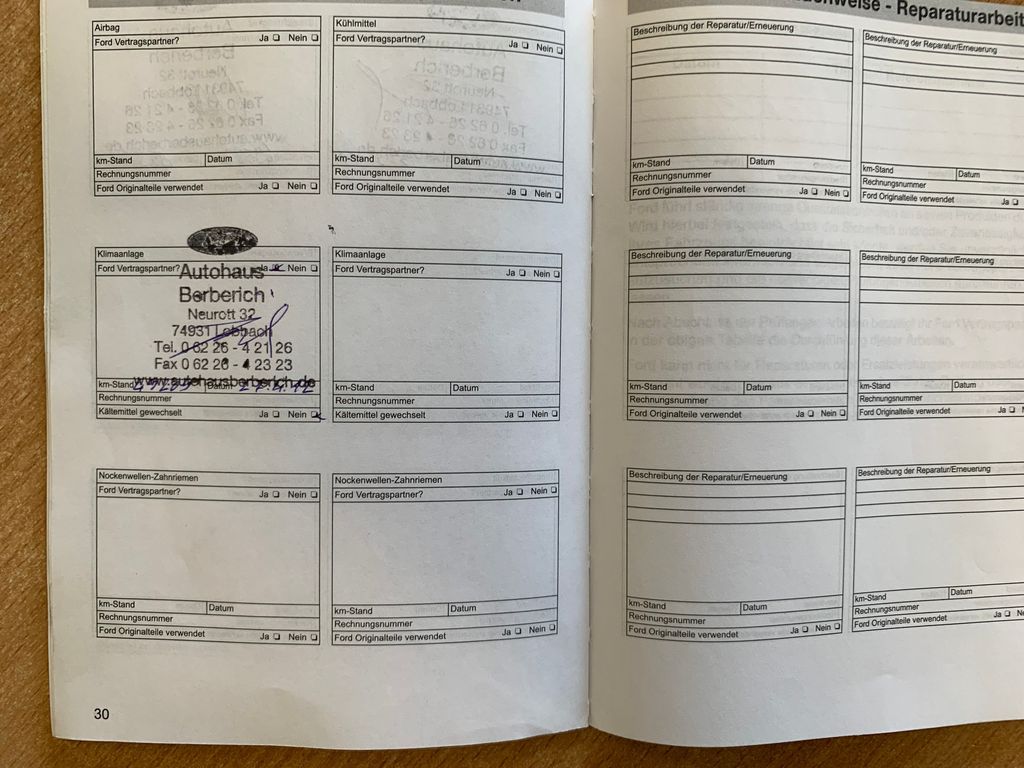 Nachweise - Reparaturarbeit
Airbag
Ford Vertragspartner? Ja ❏ Nein ❏
km-Stand Datum
Rechnungsnummer
Ford Originalteile verwendet Ja ❏ Nein ❏
Kühlmittel
Ford Vertragspartner? Ja ❏ Nein ❏
km-Stand Datum
Rechnungsnummer
Ford Originalteile verwendet Ja ❏ Nein ❏
Klimaanlage
Ford Vertragspartner? Ja ❏ Nein ❏
Autohaus
Berberich
Neurott 32
74931 Lobbach
Tel. 0 62 26 - 4 21 26
Fax 0 62 26 - 4 23 23
www.autohausberberich.de
km-Stand Datum
Rechnungsnummer
Kältemittel gewechselt Ja ❏ Nein ❏
Klimaanlage
Ford Vertragspartner? Ja ❏ Nein ❏
km-Stand Datum
Rechnungsnummer
Kältemittel gewechselt Ja ❏ Nein ❏
Nockenwellen-Zahnriemen
Ford Vertragspartner? Ja ❏ Nein ❏
km-Stand Datum
Rechnungsnummer
Ford Originalteile verwendet Ja ❏ Nein ❏
Nockenwellen-Zahnriemen
Ford Vertragspartner? Ja ❏ Nein ❏
km-Stand Datum
Rechnungsnummer
Ford Originalteile verwendet Ja ❏ Nein ❏
30
Beschreibung der Reparatur/Erneuerung
km-Stand Datum
Rechnungsnummer
Ford Originalteile verwendet Ja ❏ Nein ❏
Beschreibung der Reparatur/Erneuerung
km-Stand Datum
Rechnungsnummer
Ford Originalteile verwendet Ja ❏
Beschreibung der Reparatur/Erneuerung
km-Stand Datum
Rechnungsnummer
Ford Originalteile verwendet Ja ❏ Nein ❏
Beschreibung der Reparatur/Erneuerung
km-Stand Datum
Rechnungsnummer
Ford Originalteile verwendet Ja ❏
Beschreibung der Reparatur/Erneuerung
km-Stand Datum
Rechnungsnummer
Ford Originalteile verwendet Ja ❏ Nein ❏
Beschreibung der Reparatur/Erneuerung
km-Stand Datum
Rechnungsnummer
Ford Originalteile verwendet Ja ❏